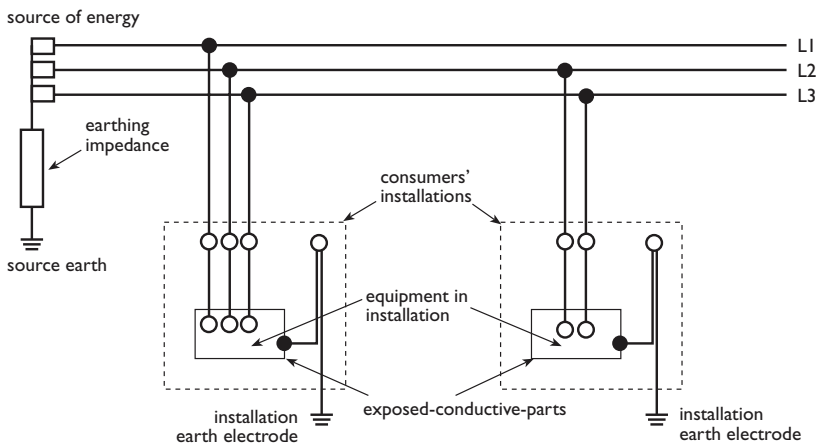 source of energy
L1
L2
L3
earthing
impedance
consumers'
installations
source earth
equipment in
installation
installation
earth electrode
exposed-conductive-parts
installation
earth electrode